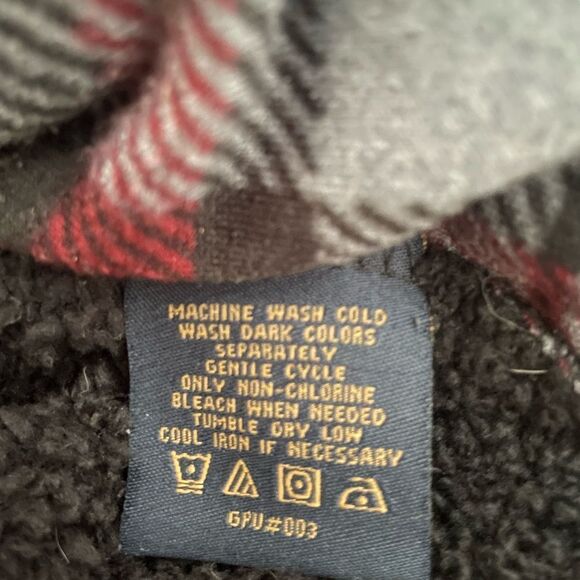 MACHINE WASH COLD
WASH DARK COLORS
SEPARATELY
GENTLE CYCLE
ONLY NON-CHLORINE
BLEACH WHEN NEEDED
TUMBLE DRY LOW
COOL IRON IF NECESSARY
GPU#003